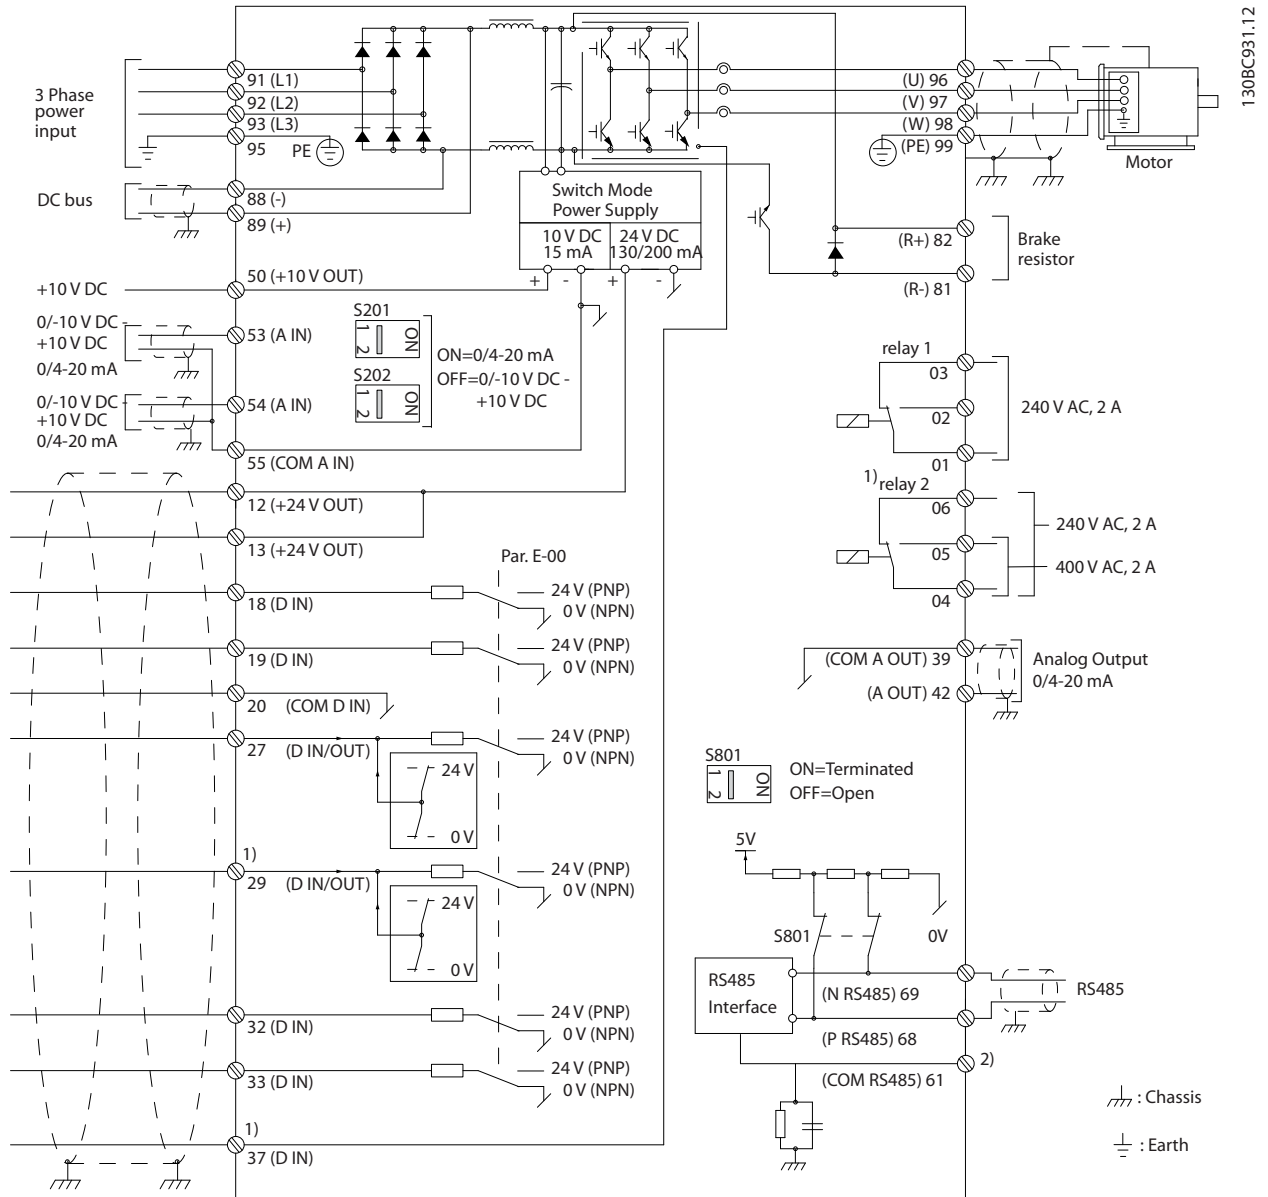 130BC931.12
3 Phase
power
input
91 (L1)
92 (L2)
93 (L3)
95
PE
DC bus
88 (-)
89 (+)
Switch Mode
Power Supply
10 V DC
15 mA
24 V DC
130/200 mA
+ - + -
(U) 96
(V) 97
(W) 98
(PE) 99
Motor
(R+) 82
(R-) 81
Brake
resistor
+10 V DC
50 (+10 V OUT)
0/-10 V DC -
+10 V DC
0/4-20 mA
53 (A IN)
0/-10 V DC -
+10 V DC
0/4-20 mA
54 (A IN)
55 (COM A IN)
S201
1 2
ON
S202
1 2
ON
ON=0/4-20 mA
OFF=0/-10 V DC -
+10 V DC
relay 1
03
02
01
240 V AC, 2 A
1)
relay 2
06
05
04
240 V AC, 2 A
400 V AC, 2 A
12 (+24 V OUT)
13 (+24 V OUT)
Par. E-00
18 (D IN)
24 V (PNP)
0 V (NPN)
19 (D IN)
24 V (PNP)
0 V (NPN)
20 (COM D IN)
27 (D IN/OUT)
24 V (PNP)
0 V (NPN)
24 V
0 V
1)
29 (D IN/OUT)
24 V (PNP)
0 V (NPN)
24 V
0 V
32 (D IN)
24 V (PNP)
0 V (NPN)
33 (D IN)
24 V (PNP)
0 V (NPN)
1)
37 (D IN)
(COM A OUT) 39
(A OUT) 42
Analog Output
0/4-20 mA
S801
1 2
ON
ON=Terminated
OFF=Open
5V
S801
0V
RS485
Interface
(N RS485) 69
(P RS485) 68
(COM RS485) 61
2)
RS485
: Chassis
: Earth